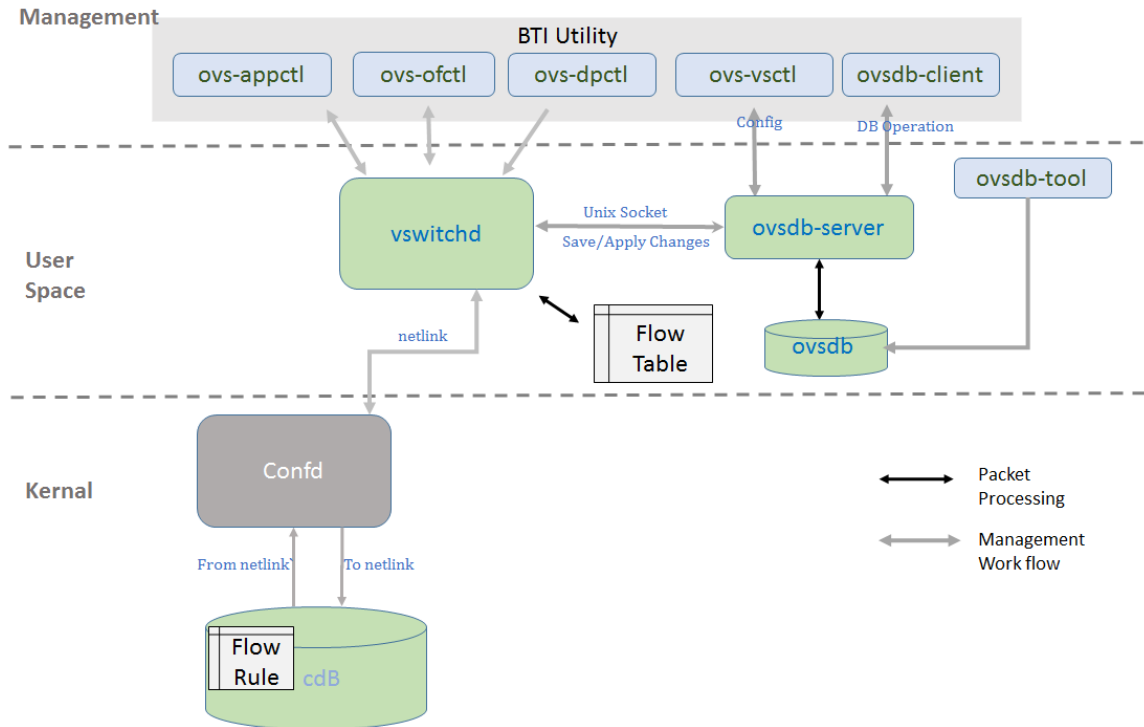 Management
BTI Utility
ovs-appctl
ovs-ofctl
ovs-dpctl
ovs-vsctl
ovsdb-client
Config
DB Operation
ovsdb-tool
vswitchd
Unix Socket
Save/Apply Changes
ovsdb-server
User
Space
netlink
Flow
Table
ovsdb
Confd
Kernal
Packet
Processing
Management
Work flow
From netlink`
To netlink
Flow
Rule
cdB